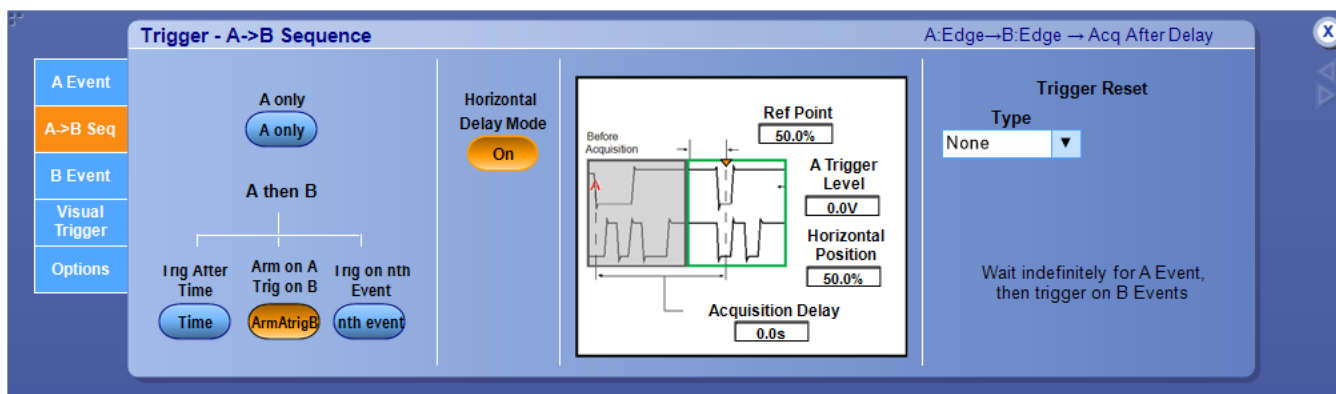 Trigger - A->B Sequence
A:Edge→B:Edge → Acq After Delay
X
A Event
A->B Seq
B Event
Visual
Trigger
Options
A only
A only
A then B
Trig After
Time
Time
Arm on A
Trig on B
ArmAtrigB
Trig on nth
Event
nth event
Horizontal
Delay Mode
On
Before
Acquisition
A
Ref Point
50.0%
A Trigger
Level
0.0V
Horizontal
Position
50.0%
Acquisition Delay
0.0s
Trigger Reset
Type
None
Wait indefinitely for A Event,
then trigger on B Events